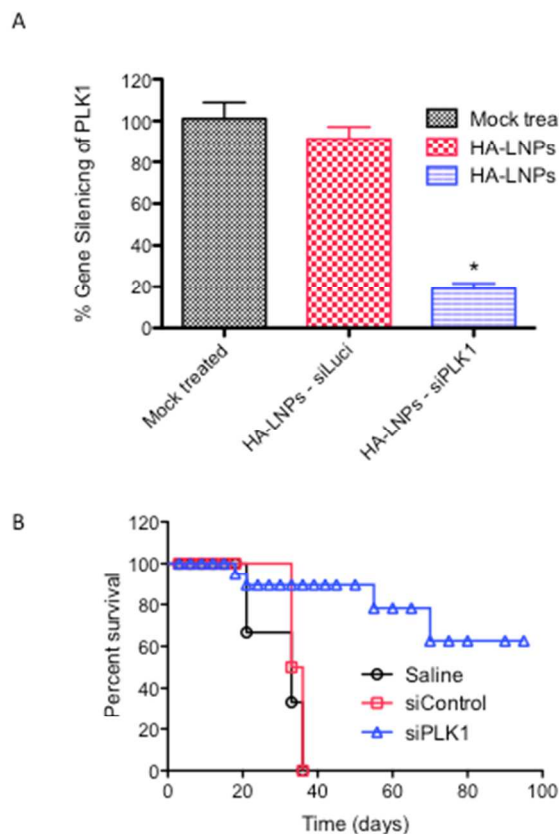 A
% Gene Silenicng of PLK1
120
100
80
60
40
20
0
Mock trea
HA-LNPs
HA-LNPs
*
Mock treated
HA-LNPs - siLuci
HA-LNPs - siPLK1
B
Percent survival
120
100
80
60
40
20
0
Saline
siControl
siPLK1
0 20 40 60 80 100
Time (days)